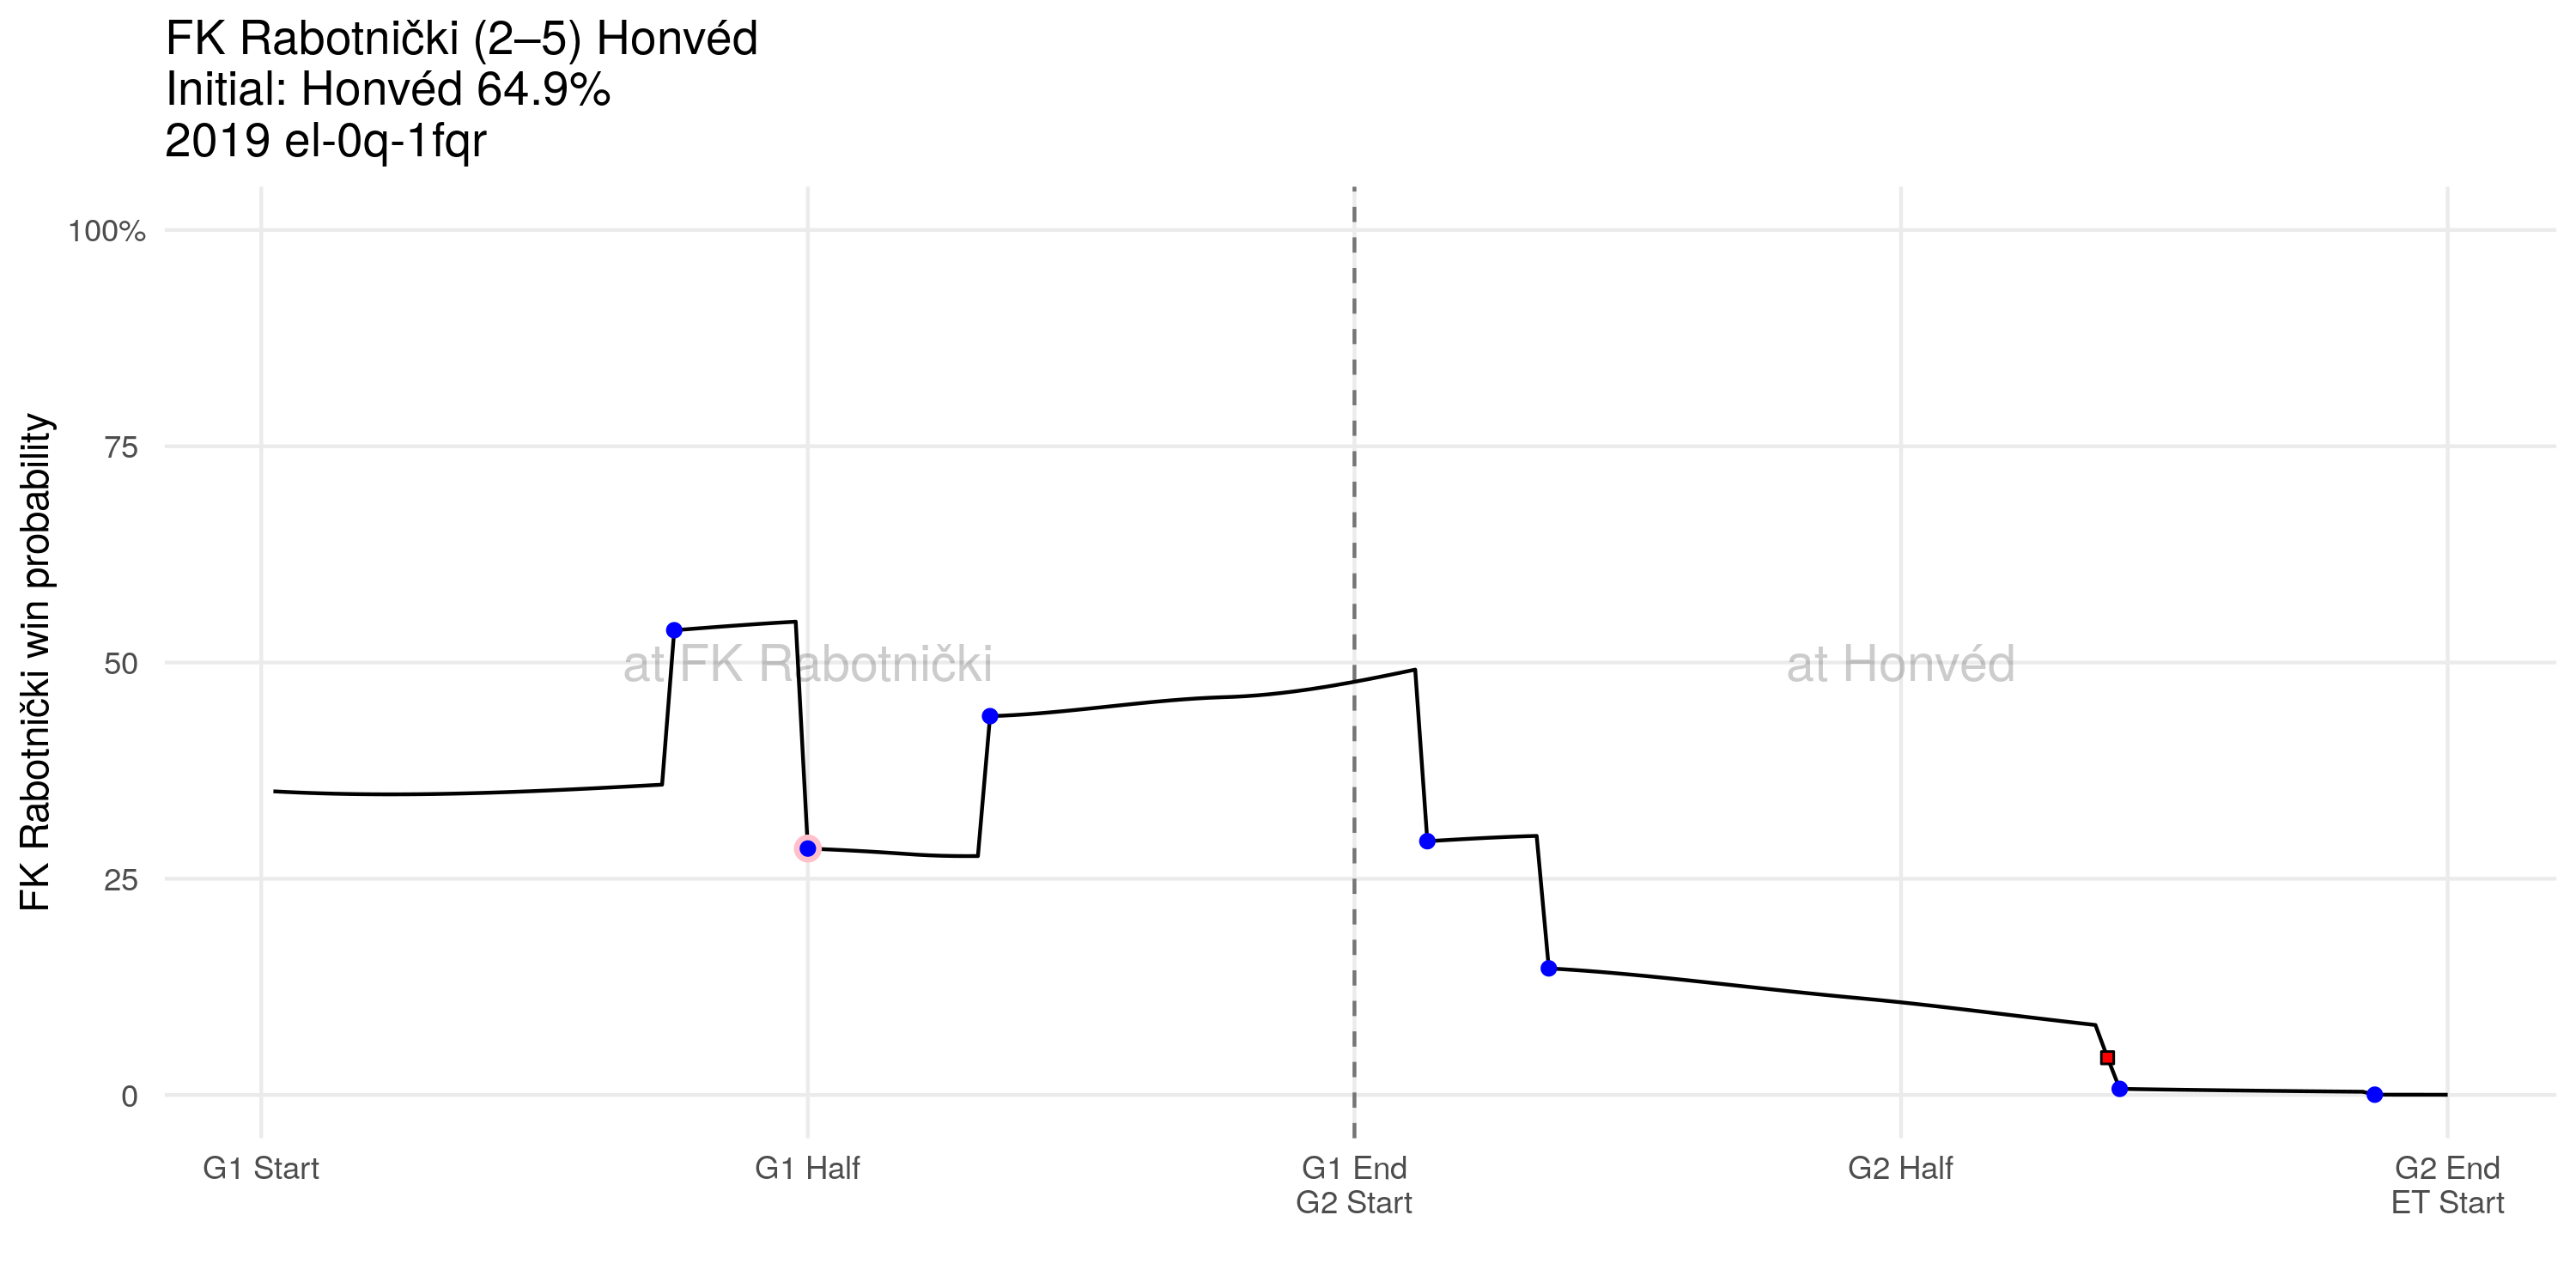 FK Rabotnički (2–5) Honvéd
Initial: Honvéd 64.9%
2019 el-0q-1fqr
FK Rabotnički win probability
100%
75
50
25
0
at FK Rabotnički
at Honvéd
G1 Start
G1 Half
G1 End
G2 Start
G2 Half
G2 End
ET Start